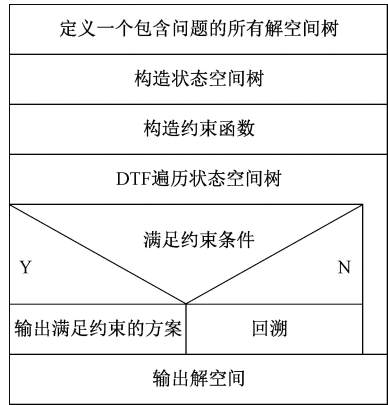 定义一个包含问题的所有解空间树
构造状态空间树
构造约束函数
DTF遍历状态空间树
满足约束条件
Y
N
输出满足约束的方案
回溯
输出解空间